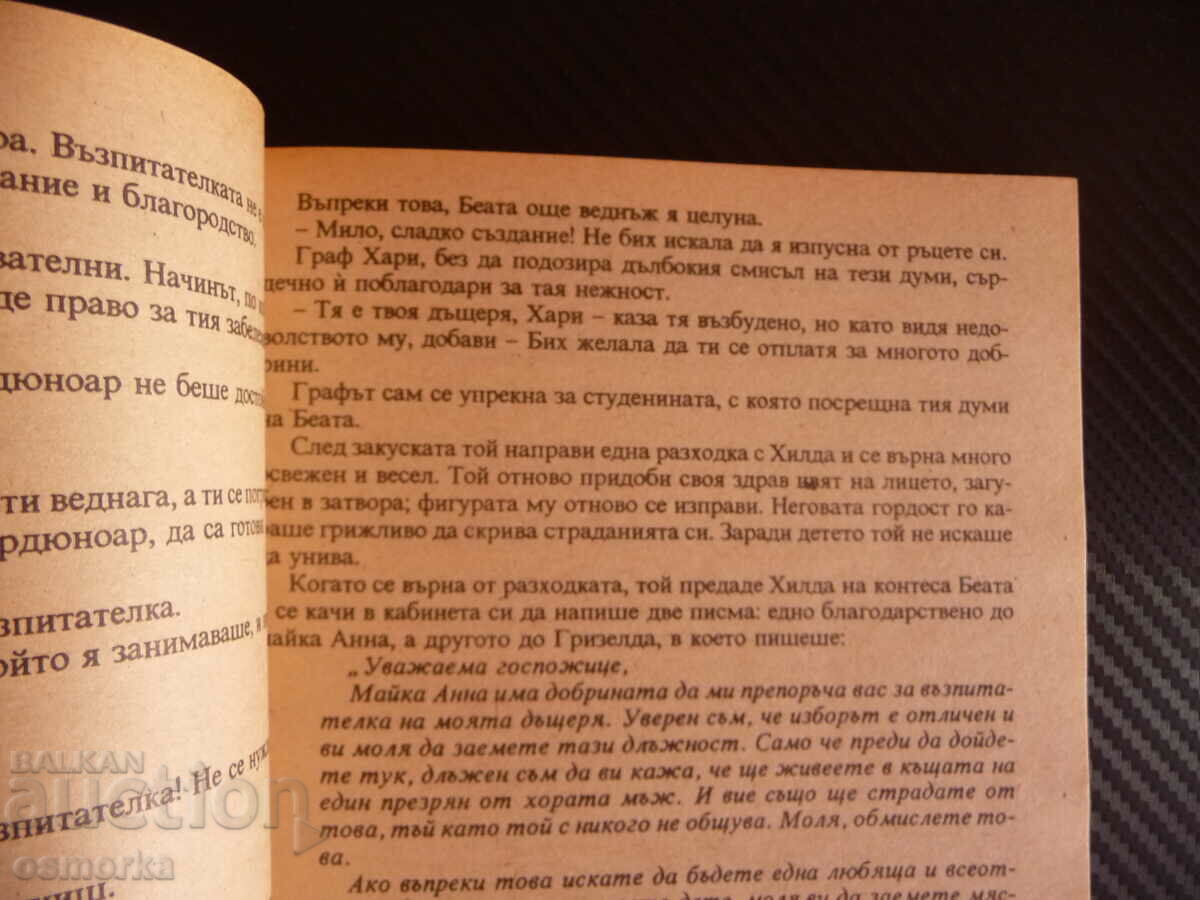 ра. Възпитателката не
ание и благородство.
вателни. Начинът, по
де право за тия
дюноар не беше
ти веднага, а ти се
рдюноар, да са готови
зпитателка.
ойто я занимаваше, и
зпитателка! Не се
Въпреки това, Беата още веднъж я целуна.
– Мило, сладко създание! Не бих искала да я изпусна от ръцете си.
Граф Хари, без да подозира дълбокия смисъл на тези думи, сър-
дечно ѝ поблагодари за тая нежност.
– Тя е твоя дъщеря, Хари – каза тя възбудено, но като видя недо-
волството му, добави – Бих желала да ти се отплатя за многото доб-
рини.
Графът сам се упрекна за студенината, с която посрещна тия думи
на Беата.
След закуската той направи една разходка с Хилда и се върна много
освежен и весел. Той отново придоби своя здрав цвят на лицето, загу-
бен в затвора; фигурата му отново се изправи. Неговата гордост го ка-
раше грижливо да скрива страданията си. Заради детето той не искаше
да унива.
Когато се върна от разходката, той предаде Хилда на контеса Беата
се качи в кабинета си да напише две писма: едно благодарствено до
майка Анна, а другото до Гризелда, в което пишеше:
„Уважаема госпожице,
Майка Анна има добрината да ми препоръча вас за възпита-
телка на моята дъщеря. Уверен съм, че изборът е отличен и
ви моля да заемете тази длъжност. Само че преди да дойде-
те тук, длъжен съм да ви кажа, че ще живеете в къщата на
един презрян от хората мъж. И вие също ще страдате от
това, тъй като той с никого не общува. Моля, обмислете то-
ва.
Ако въпреки това искате да бъдете една любяща и всеот-
дете, моля ви да заемете мяс-
BALKAN
auction
osmorka